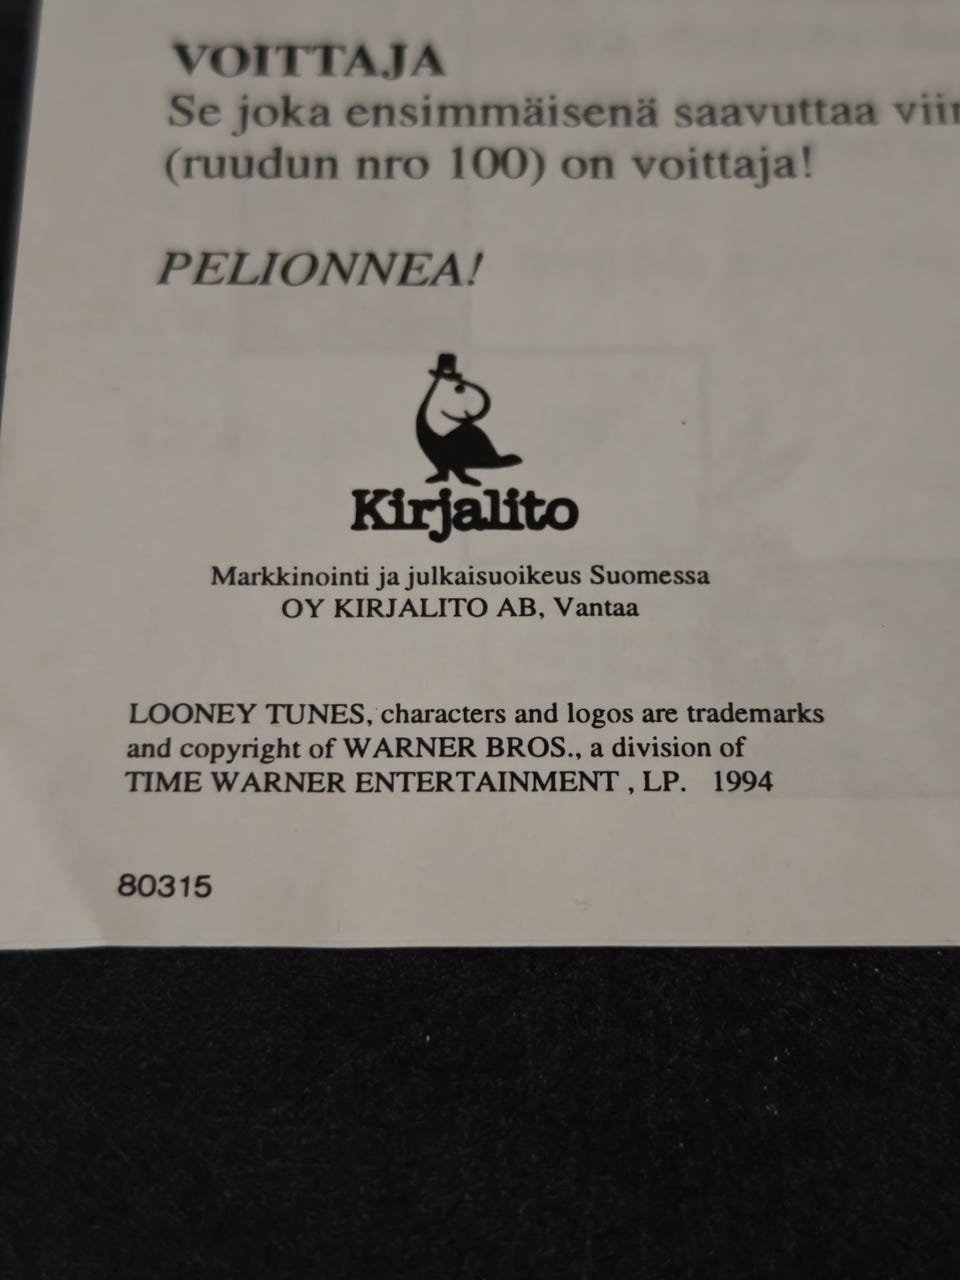 VOITTAJA
Se joka ensimmäisenä saavuttaa
(ruudun nro 100) on voittaja!
PELIONNEA!
Kirjalito
Markkinointi ja julkaisuoikeus Suomessa
OY KIRJALITO AB, Vantaa
LOONEY TUNES, characters and logos are trademarks
and copyright of WARNER BROS., a division of
TIME WARNER ENTERTAINMENT , LP. 1994
80315